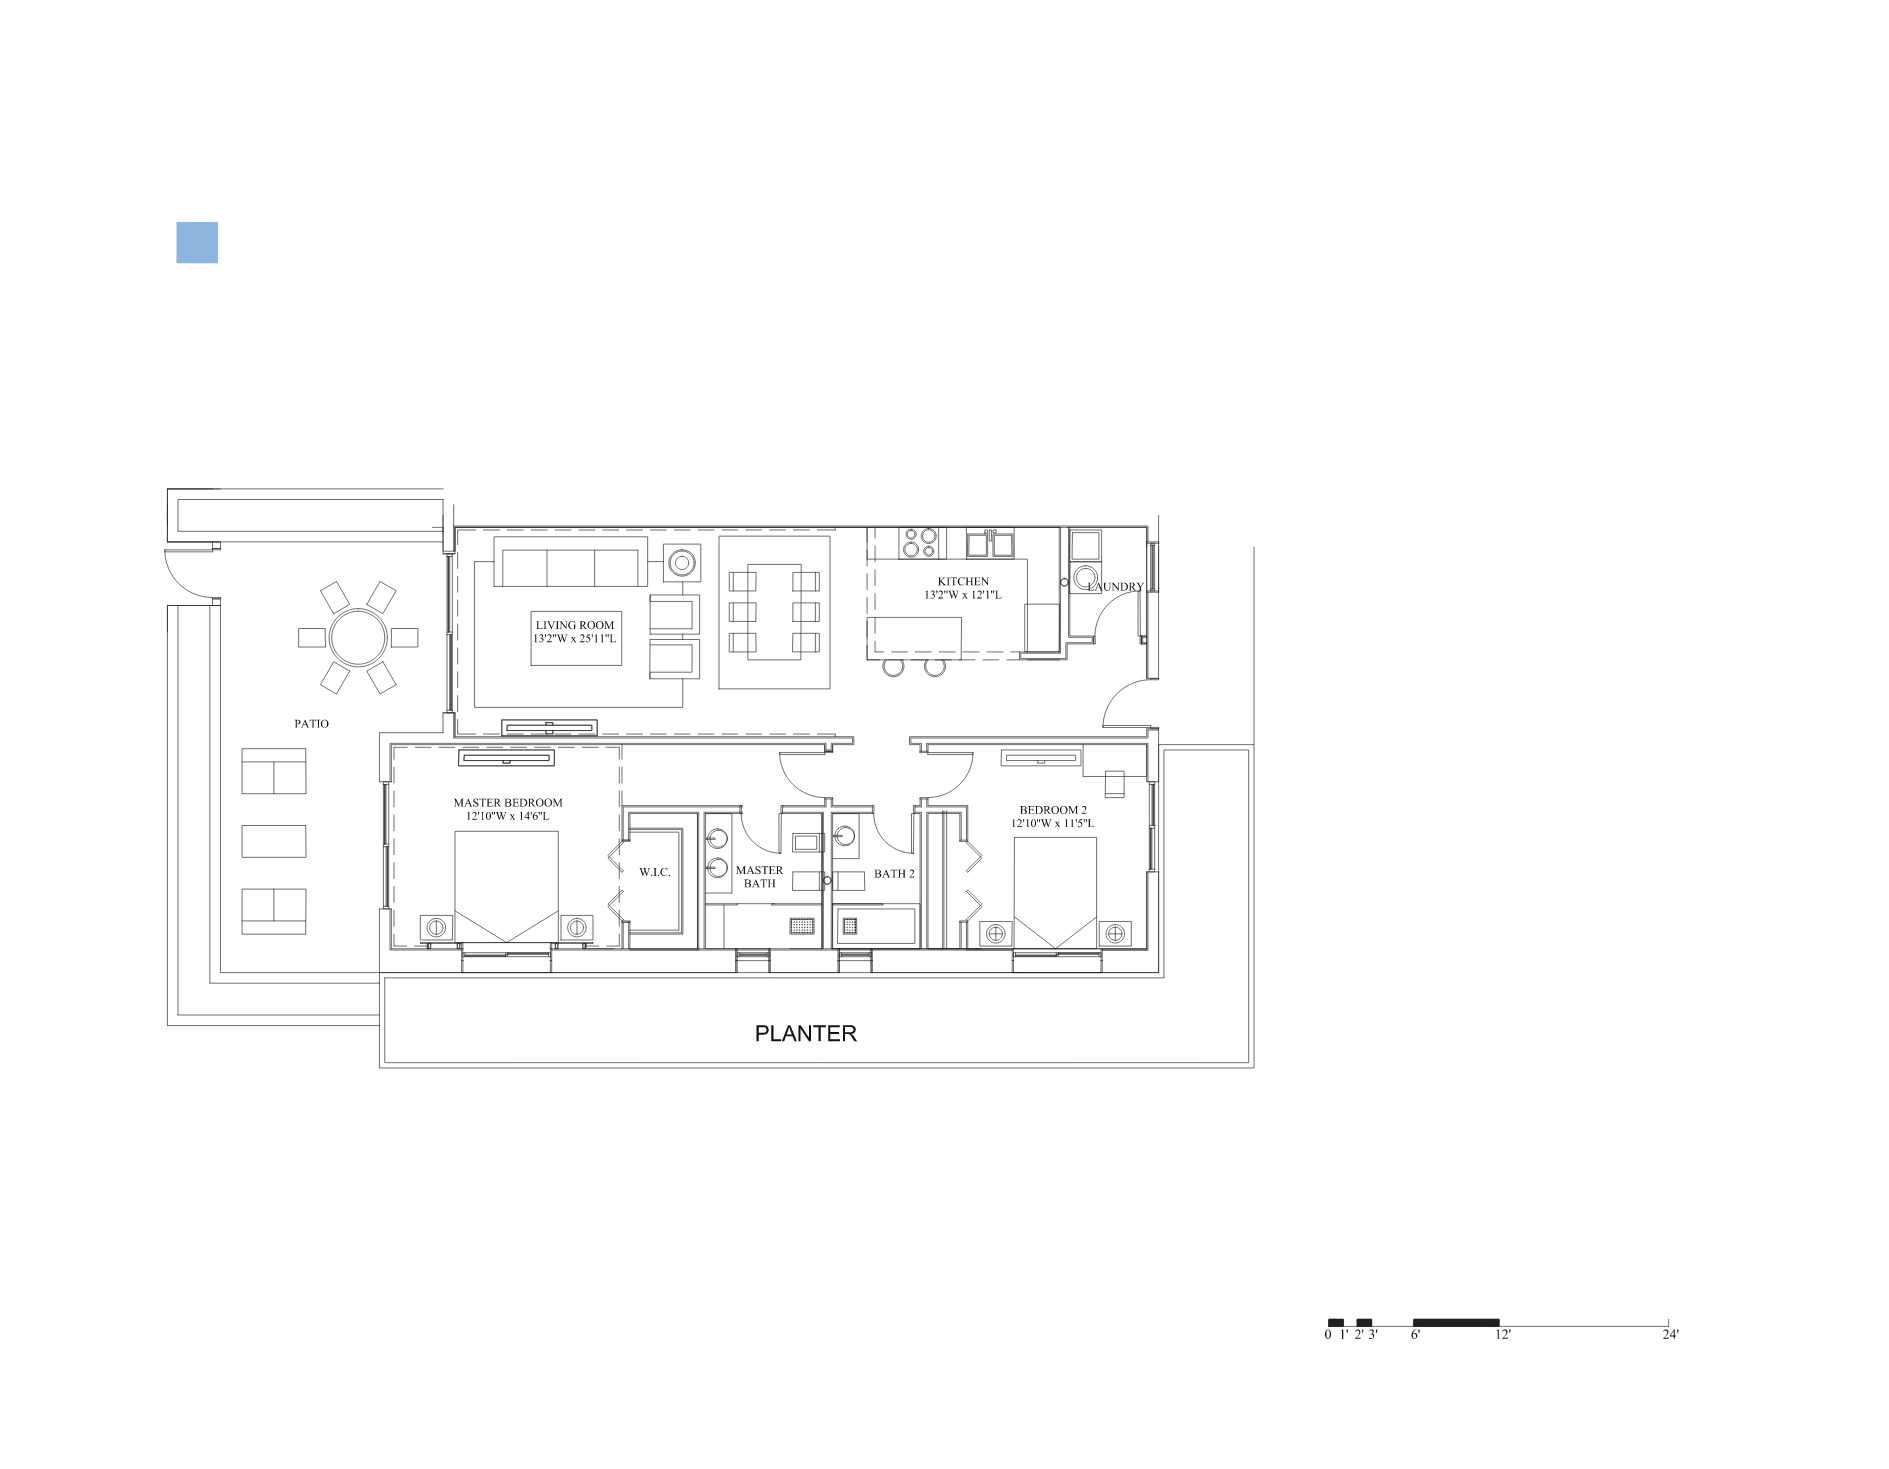 KITCHEN
13'2"W x 12'1"L
LAUNDRY
LIVING ROOM
13'2"W x 25'11"L
PATIO
MASTER BEDROOM
12'10"W x 14'6"L
BEDROOM 2
12'10"W x 11'5"L
W.I.C.
MASTER
BATH
BATH 2
PLANTER
0 1' 2' 3' 6' 12' 24'